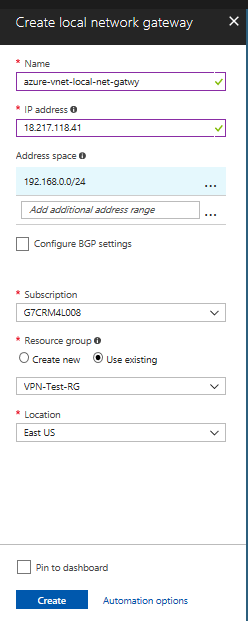 Create local network gateway
* Name
azure-vnet-local-net-gatwy
* IP address
18.217.118.41
Address space
192.168.0.0/24
...
Add additional address range
...
Configure BGP settings
* Subscription
G7CRM4L008
* Resource group
Create new Use existing
VPN-Test-RG
* Location
East US
Pin to dashboard
Create Automation options